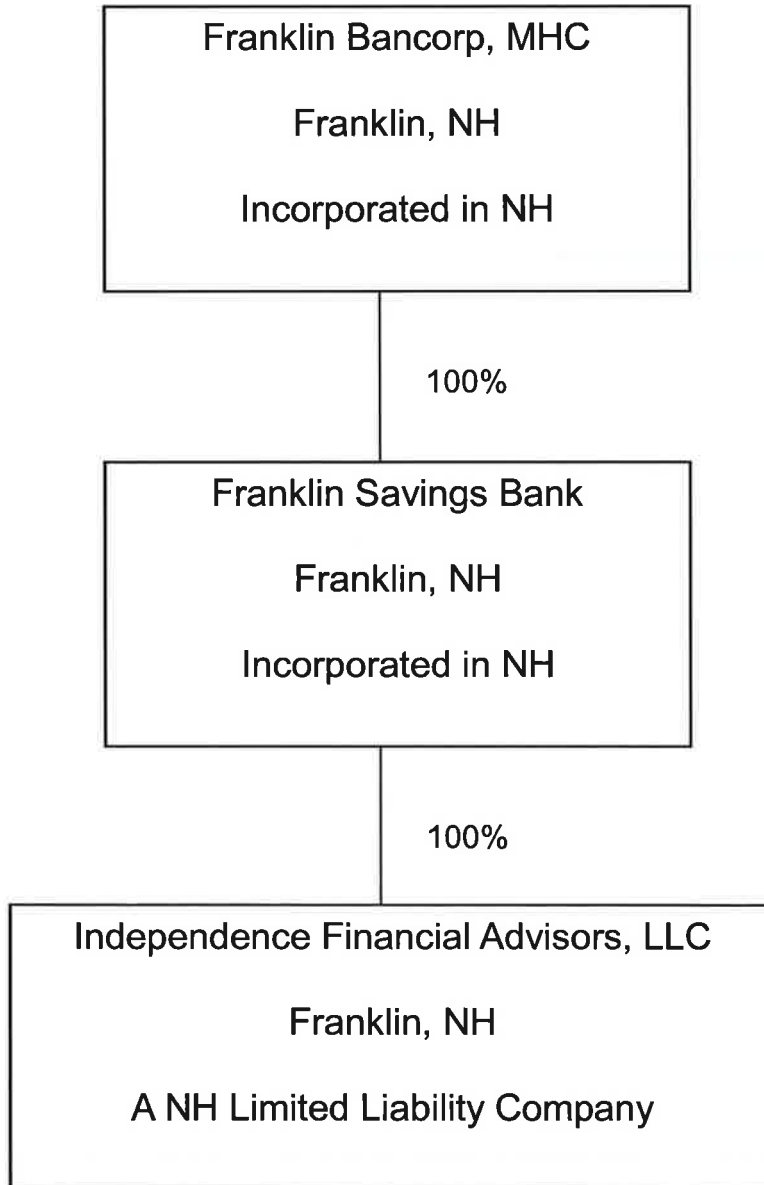 Franklin Bancorp, MHC
Franklin, NH
Incorporated in NH
100%
Franklin Savings Bank
Franklin, NH
Incorporated in NH
100%
Independence Financial Advisors, LLC
Franklin, NH
A NH Limited Liability Company